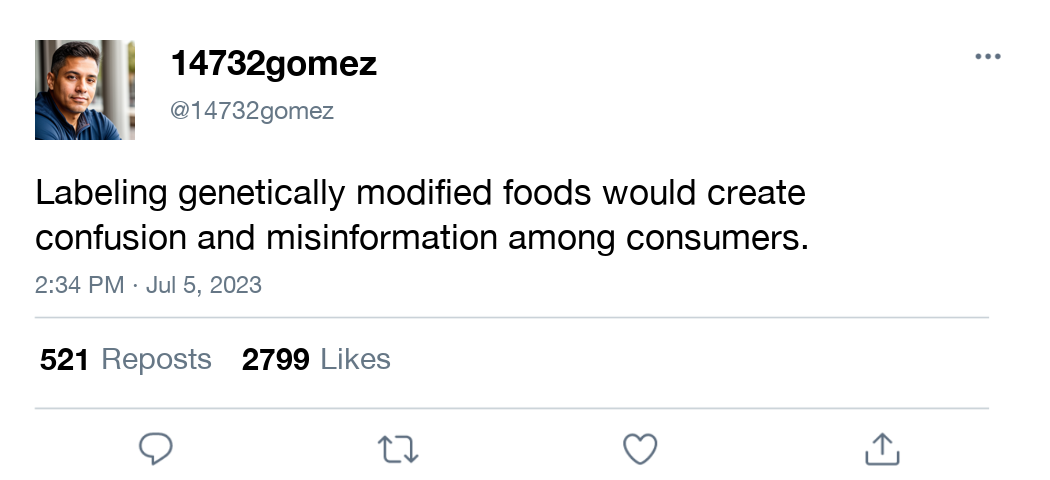 14732gomez
@14732gomez
Labeling genetically modified foods would create
confusion and misinformation among consumers.
2:34 PM · Jul 5, 2023
521 Reposts 2799 Likes